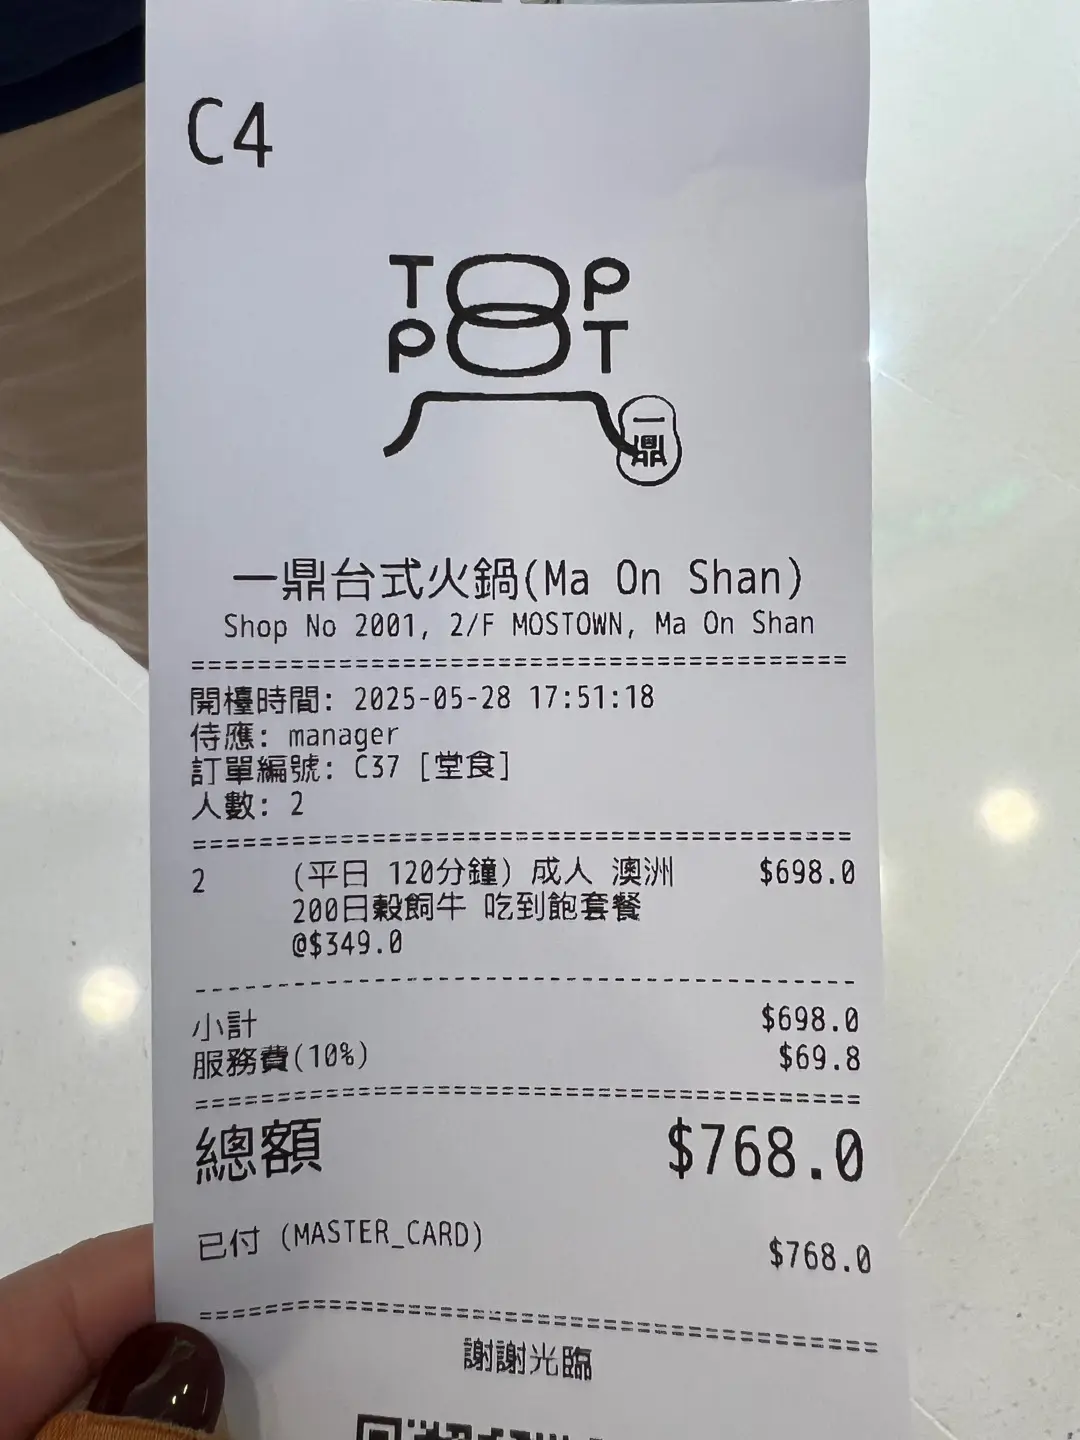 C4
TOP
POT
一鼎
一鼎台式火鍋(Ma On Shan)
Shop No 2001, 2/F MOSTOWN, Ma On Shan
========================================
開檯時間: 2025-05-28 17:51:18
侍應: manager
訂單編號: C37 [堂食]
人數: 2
========================================
2 (平日 120分鐘) 成人 澳洲 $698.0
200日穀飼牛 吃到飽套餐
@$349.0
----------------------------------------
小計 $698.0
服務費(10%) $69.8
========================================
總額 $768.0
已付 (MASTER_CARD) $768.0
========================================
謝謝光臨